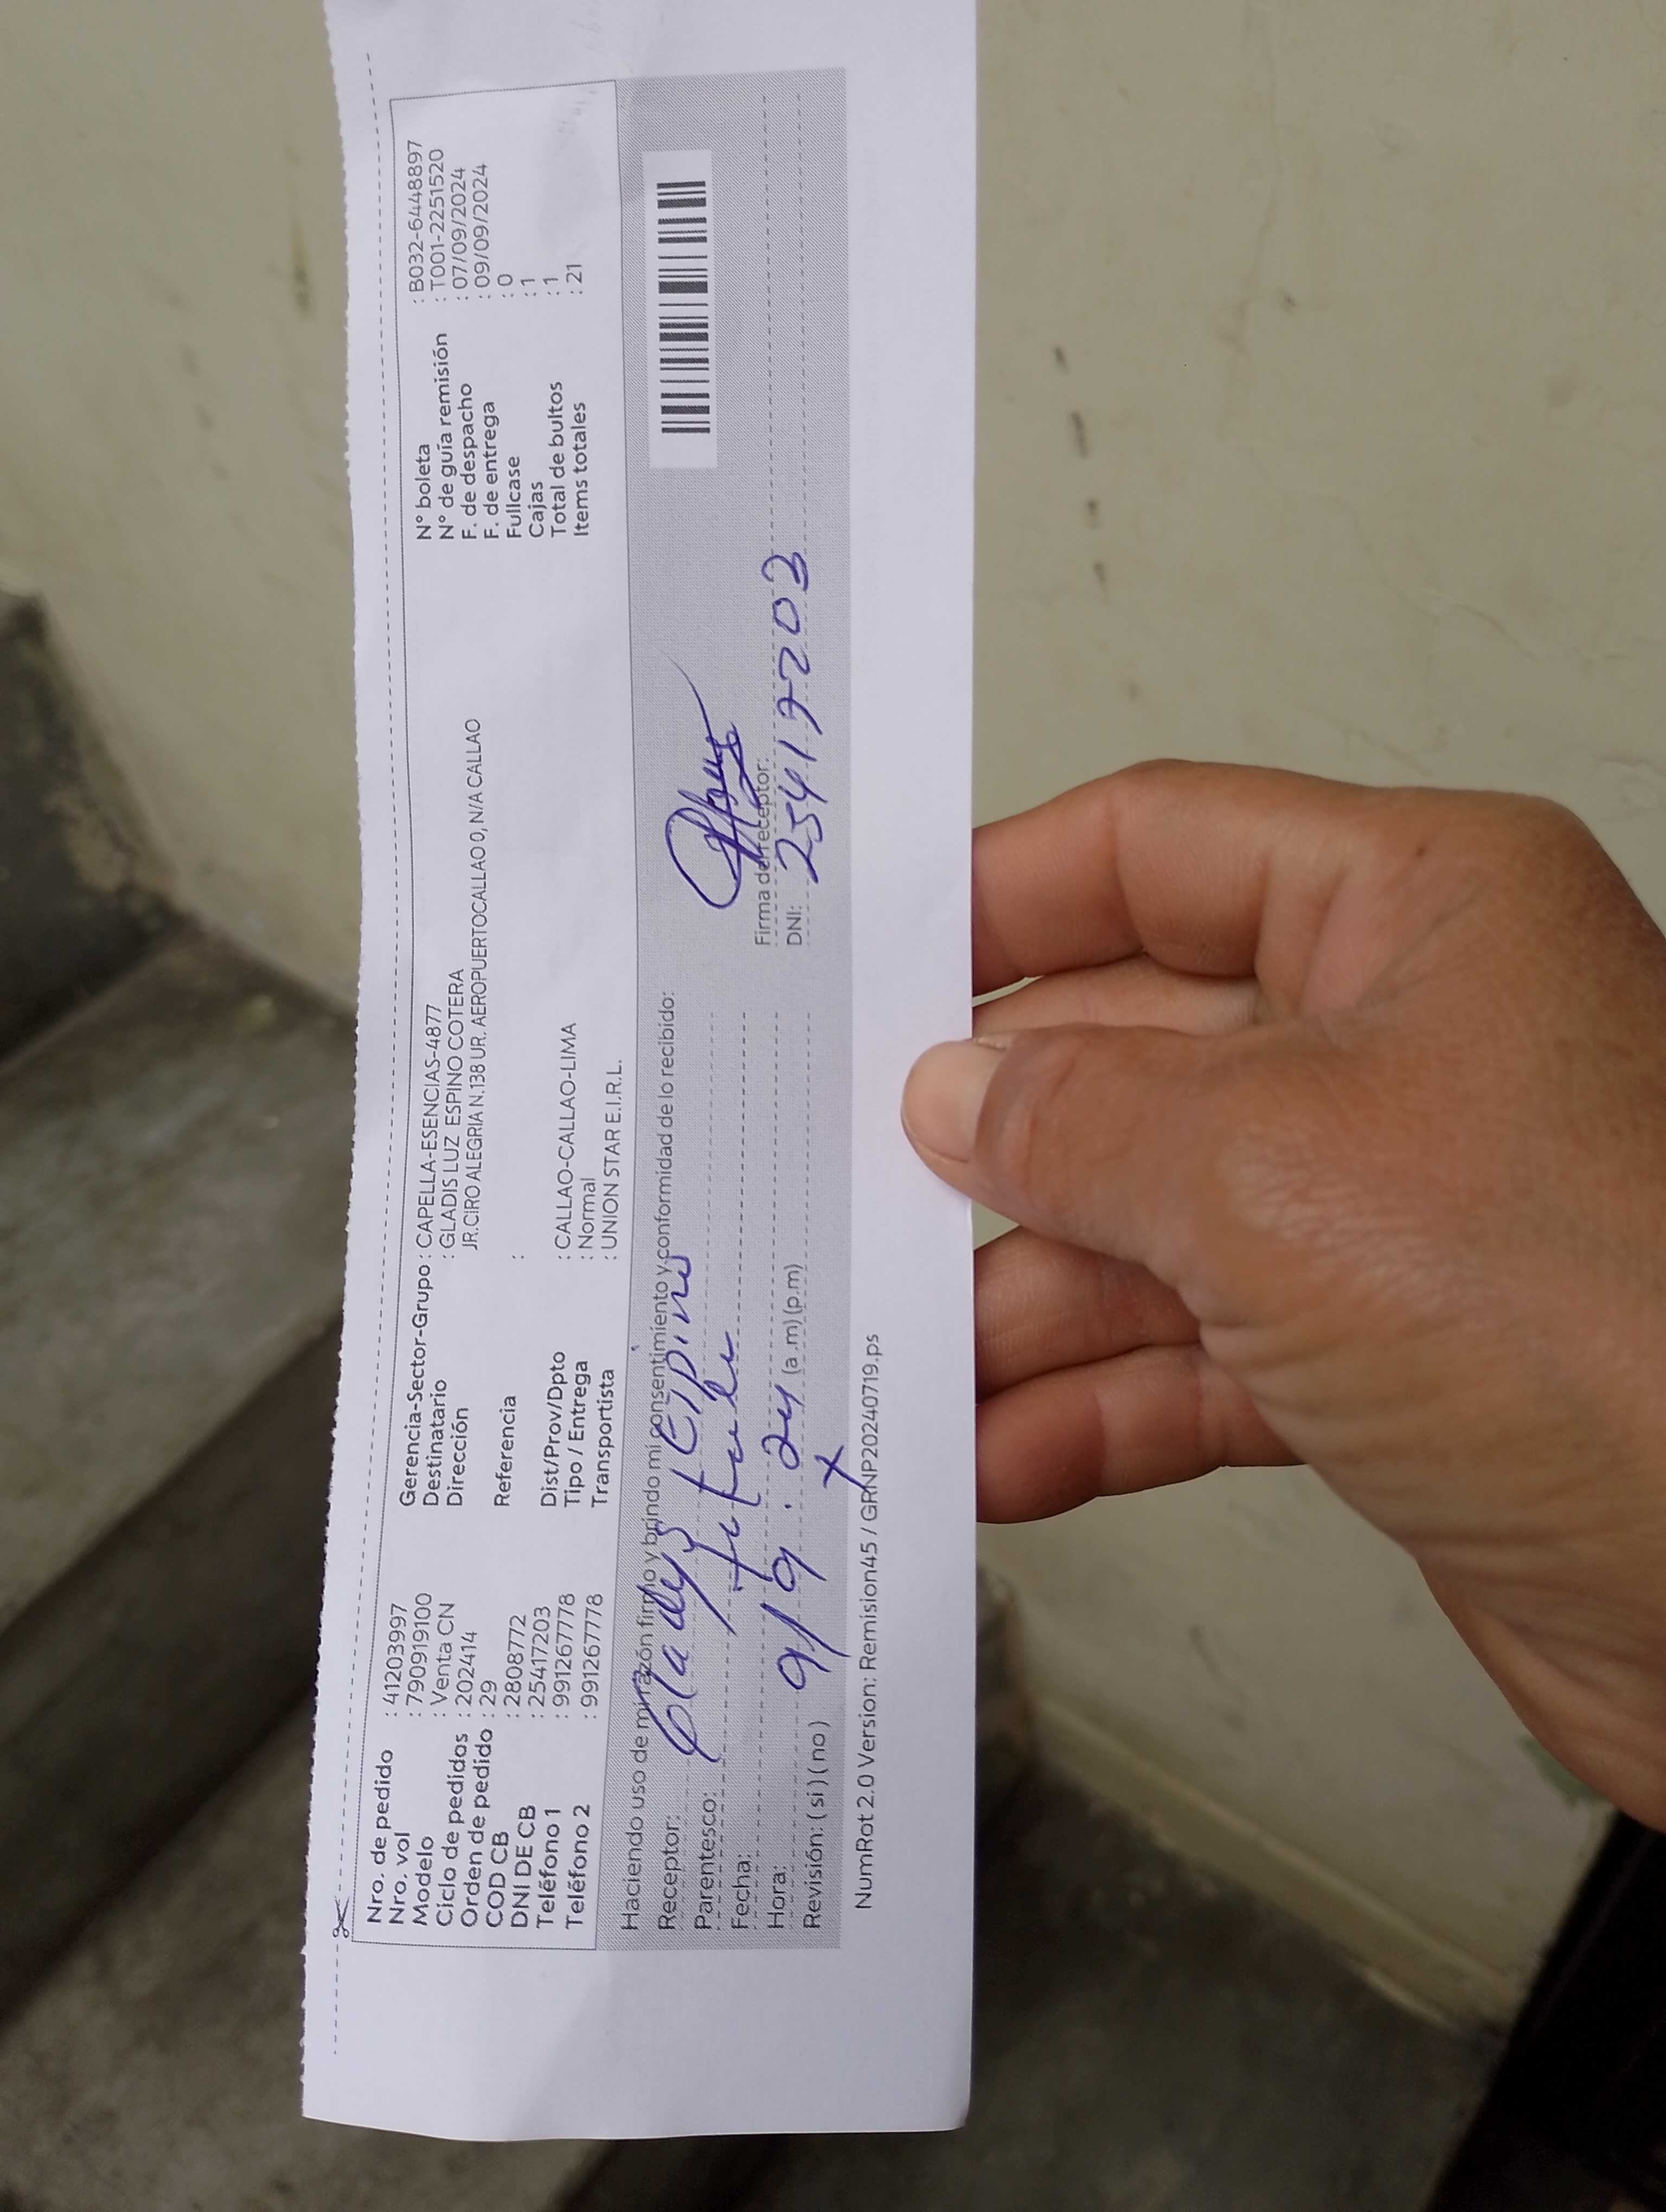 Nro. de pedido : 41203997
Nro. vol : 790919100
Modelo : Venta CN
Ciclo de pedidos : 202414
Orden de pedido : 29
COD CB : 2808772
DNI DE CB : 25417203
Teléfono 1 : 991267778
Teléfono 2 : 991267778
Gerencia-Sector-Grupo : CAPELLA-ESENCIAS-4877
Destinatario : GLADIS LUZ ESPINO COTERA
Dirección JR.CIRO ALEGRIA N.138 UR. AEROPUERTOCALLAO 0, N/A CALLAO
Referencia :
Dist/Prov/Dpto : CALLAO-CALLAO-LIMA
Tipo / Entrega : Normal
Transportista : UNION STAR E.I.R.L.
N° boleta : B032-6448897
N° de guía remisión : T001-2251520
F. de despacho : 07/09/2024
F. de entrega : 09/09/2024
Fullcase : 0
Cajas : 1
Total de bultos : 1
Items totales : 21
Haciendo uso de mi razón firmo y brindo mi consentimiento y conformidad de lo recibido:
Receptor: Gladys Espino
Parentesco: titular
Fecha: 9/9.24
Hora: (a.m) (p.m)
Revisión: ( si ) ( no ) X
Firma del receptor:
DNI: 25417203
NumRot 2.0 Version: Remision45 / GRNP20240719.ps